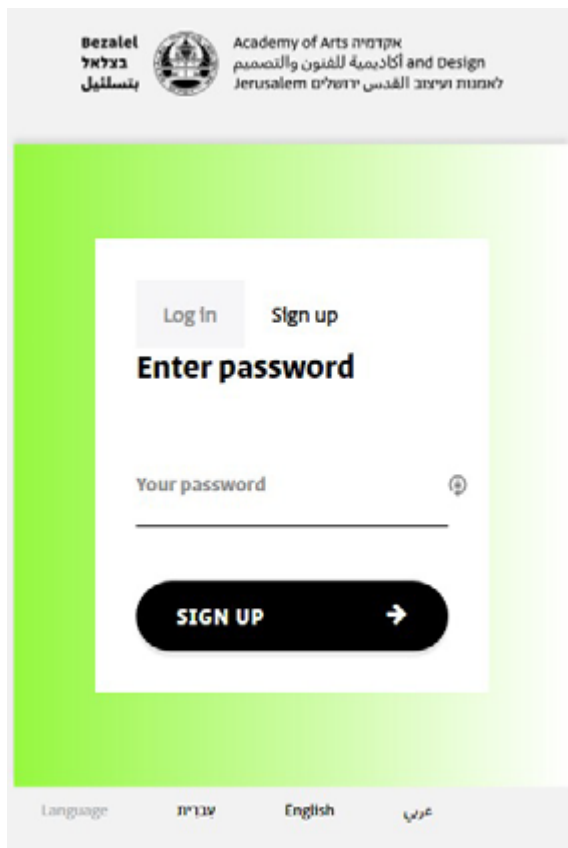 Bezalel
בצלאל
بتسلئيل
Academy of Arts אקדמיה
and Design أكاديمية للفنون والتصميم
לאמנות ועיצוב القدس ירושלים Jerusalem
Log in
Sign up
Enter password
Your password
SIGN UP
Language
עברית
English
عربي